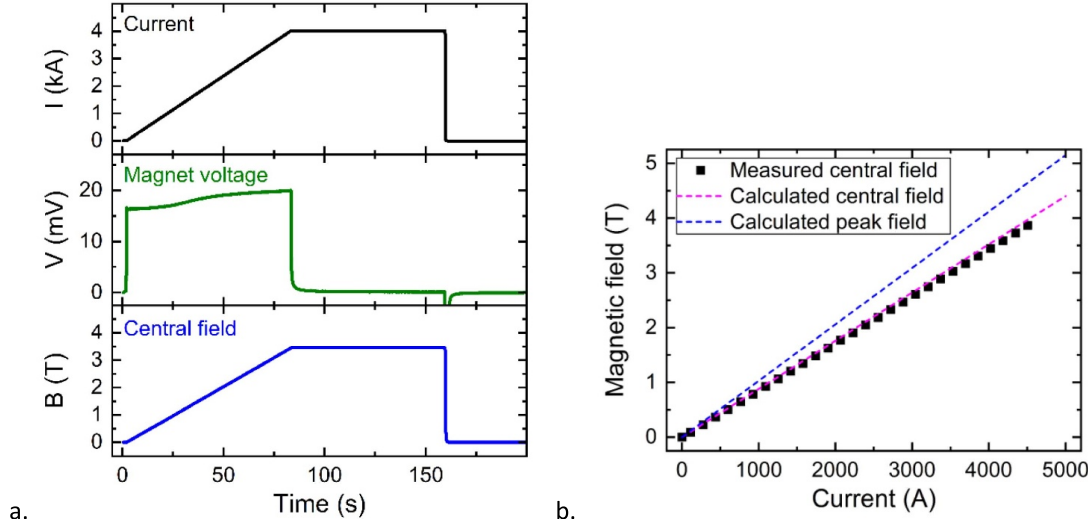 Current
I (kA)
4
3
2
1
0
Magnet voltage
V (mV)
20
10
0
Central field
B (T)
4
3
2
1
0
0 50 100 150
Time (s)
a.
Measured central field
Calculated central field
Calculated peak field
Magnetic field (T)
5
4
3
2
1
0
0 1000 2000 3000 4000 5000
Current (A)
b.